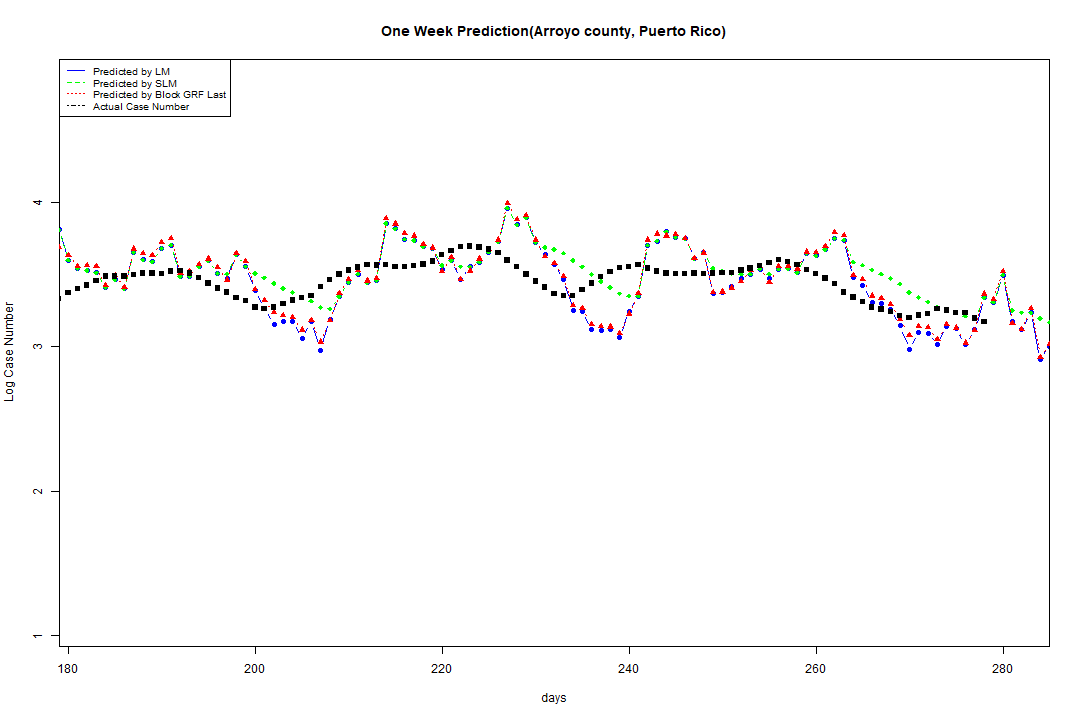 One Week Prediction(Arroyo county, Puerto Rico)
Predicted by LM
Predicted by SLM
Predicted by Block GRF Last
Actual Case Number
4
3
2
1
Log Case Number
180 200 220 240 260 280
days